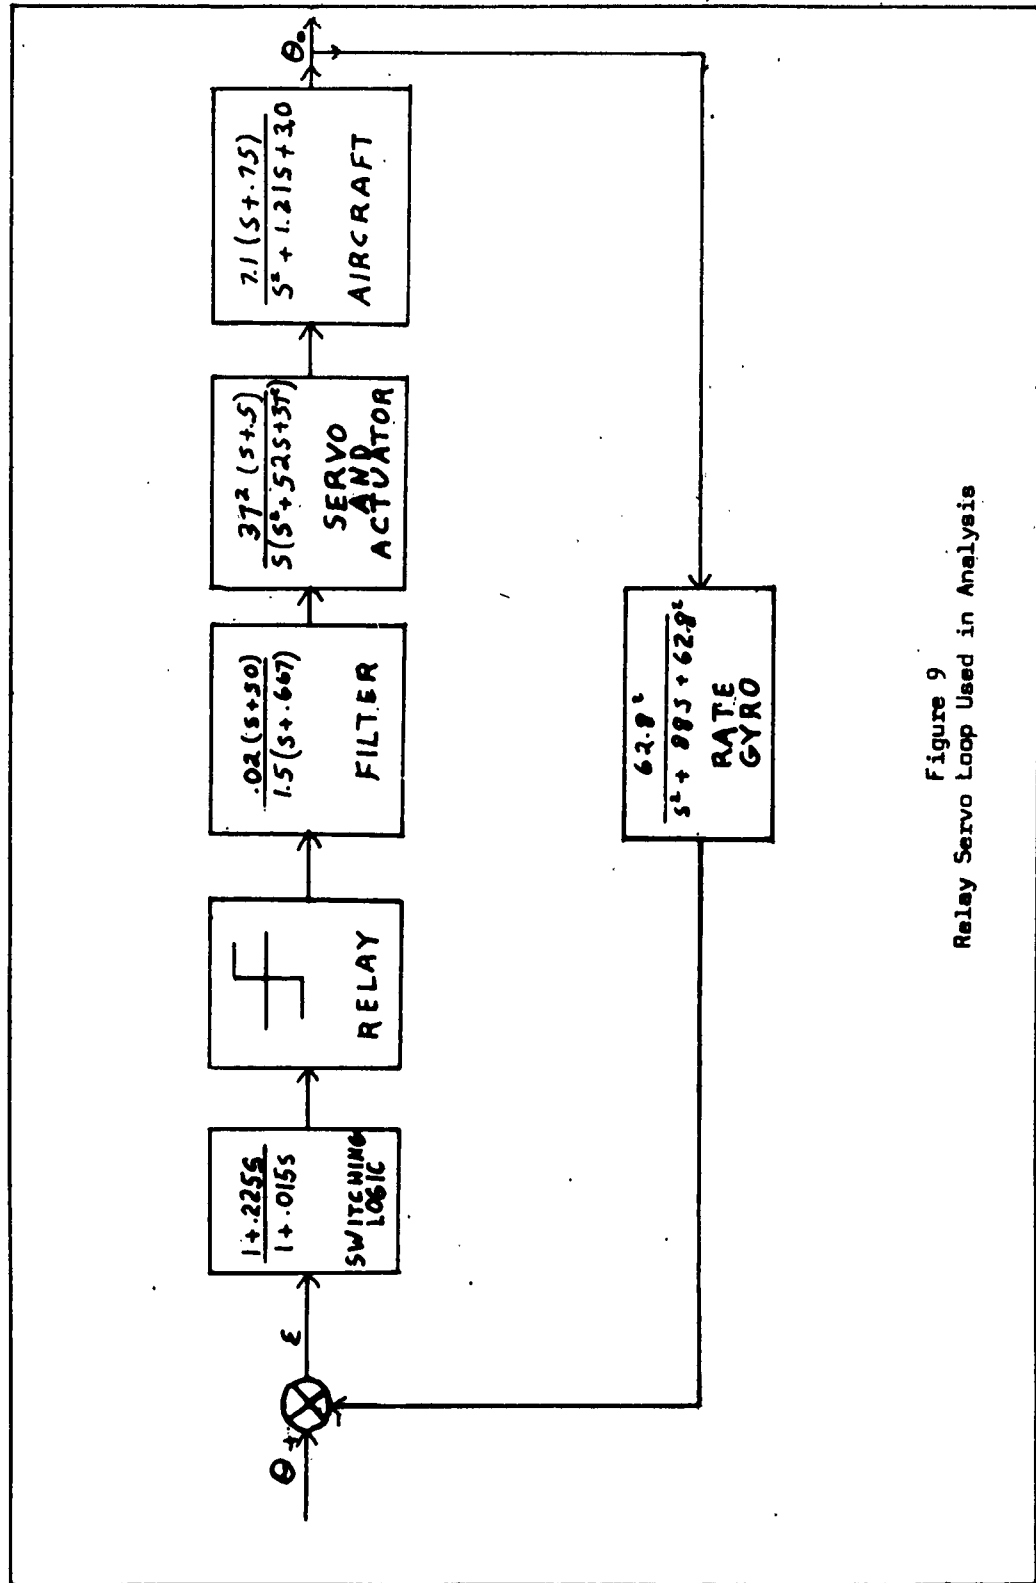 θ
ε
1+.225s
1+.015s
SWITCHING
LOGIC
RELAY
.02(s+50)
1.5(s+.667)
FILTER
37² (s+.5)
s(s²+52s+37²)
SERVO
AND
ACTUATOR
7.1(s+.75)
s²+1.21s+3.0
AIRCRAFT
θo
62.8²
s²+88s+62.8²
RATE
GYRO
Figure 9
Relay Servo Loop Used in Analysis